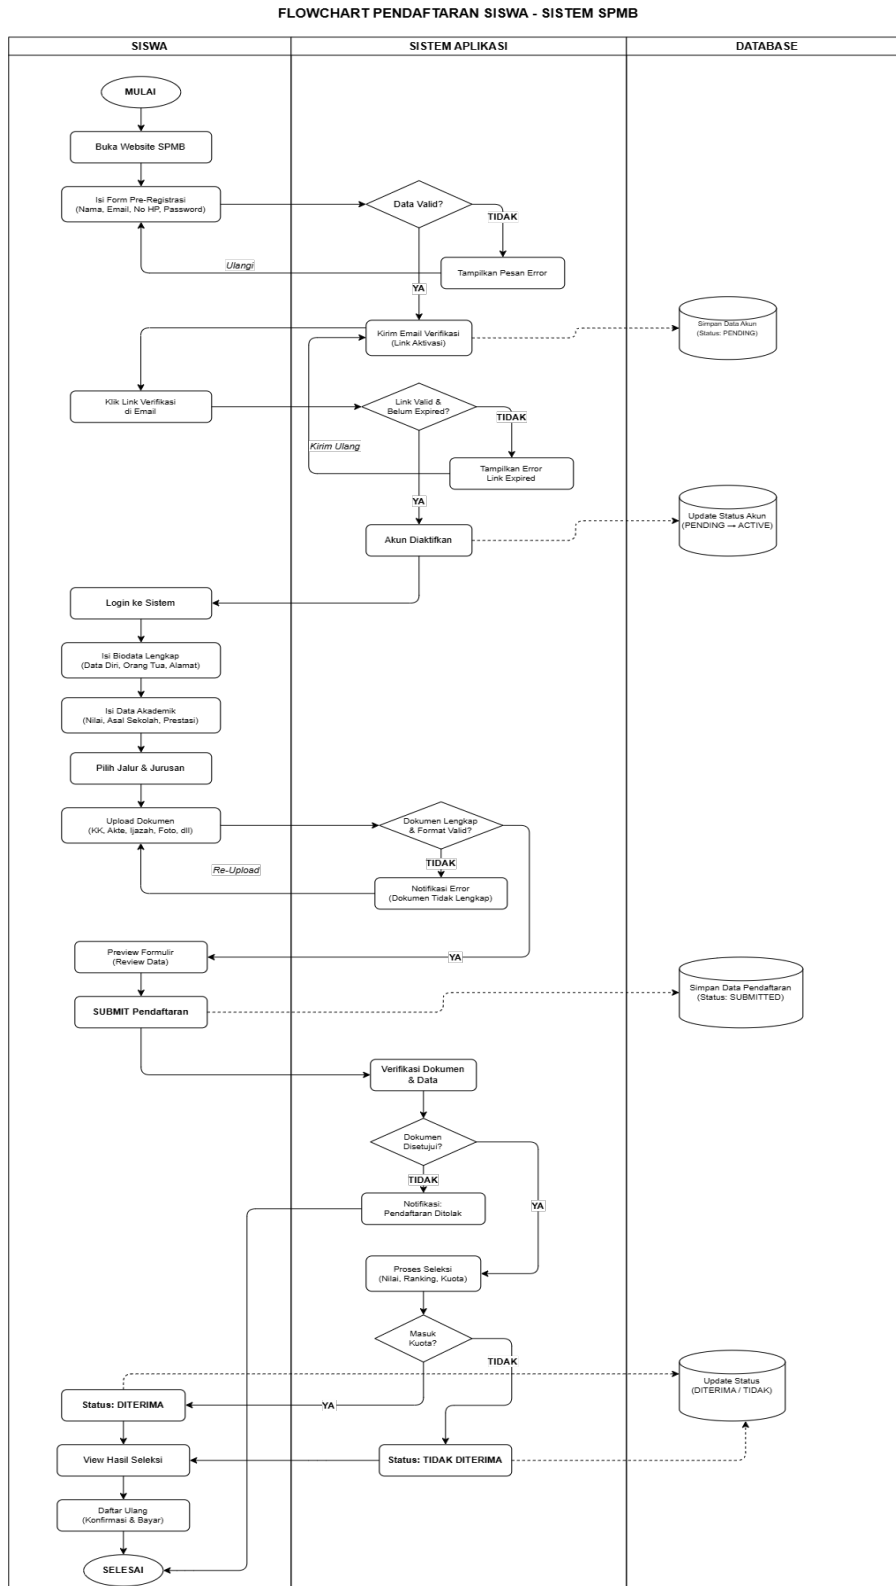 FLOWCHART PENDAFTARAN SISWA - SISTEM SPMB
SISWA
SISTEM APLIKASI
DATABASE
MULAI
Buka Website SPMB
Isi Form Pre-Registrasi
(Nama, Email, No HP, Password)
Data Valid?
TIDAK
Ulangi
Tampilkan Pesan Error
YA
Kirim Email Verifikasi
(Link Aktivasi)
Simpan Data Akun
(Status: PENDING)
Klik Link Verifikasi
di Email
Link Valid &
Belum Expired?
TIDAK
Kirim Ulang
Tampilkan Error
Link Expired
YA
Akun Diaktifkan
Update Status Akun
(PENDING → ACTIVE)
Login ke Sistem
Isi Biodata Lengkap
(Data Diri, Orang Tua, Alamat)
Isi Data Akademik
(Nilai, Asal Sekolah, Prestasi)
Pilih Jalur & Jurusan
Upload Dokumen
(KK, Akte, Ijazah, Foto, dll)
Dokumen Lengkap
& Format Valid?
TIDAK
Re-Upload
Notifikasi Error
(Dokumen Tidak Lengkap)
YA
Preview Formulir
(Review Data)
SUBMIT Pendaftaran
Simpan Data Pendaftaran
(Status: SUBMITTED)
Verifikasi Dokumen
& Data
Dokumen
Disetujui?
TIDAK
YA
Notifikasi:
Pendaftaran Ditolak
Proses Seleksi
(Nilai, Ranking, Kuota)
Masuk
Kuota?
TIDAK
YA
Update Status
(DITERIMA / TIDAK)
Status: DITERIMA
View Hasil Seleksi
Status: TIDAK DITERIMA
Daftar Ulang
(Konfirmasi & Bayar)
SELESAI